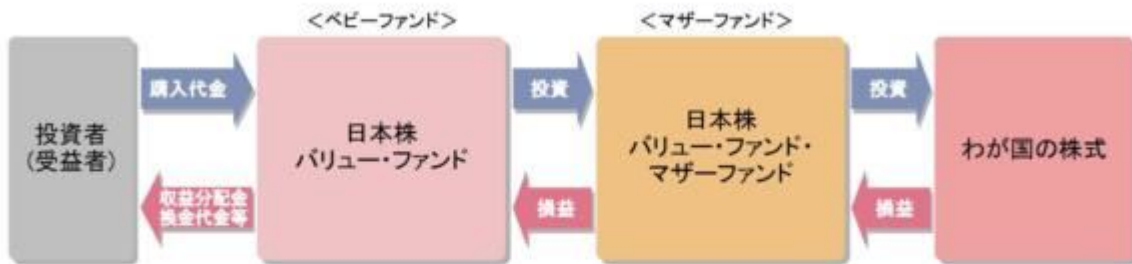 <ベビーファンド>
<マザーファンド>
投資者
(受益者)
購入代金
収益分配金
換金代金等
日本株
バリュー・ファンド
投資
損益
日本株
バリュー・ファンド・
マザーファンド
投資
損益
わが国の株式